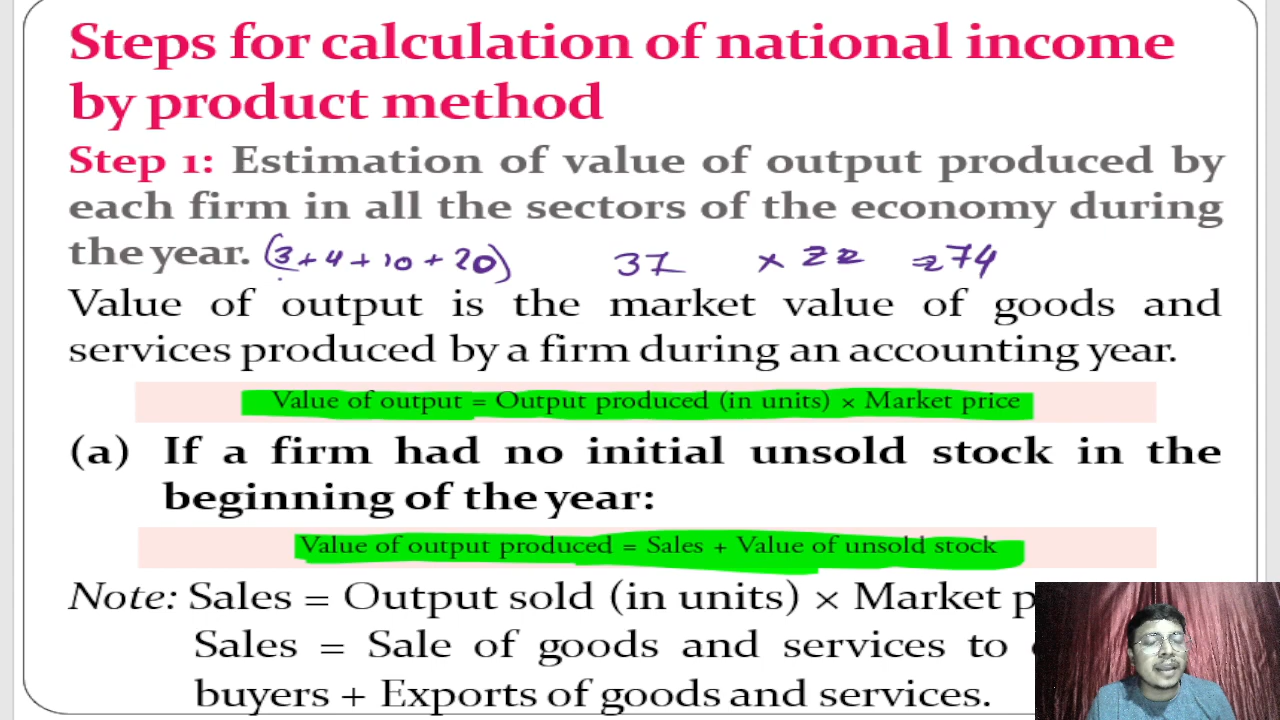 Steps for calculation of national income
by product method
Step 1: Estimation of value of output produced by
each firm in all the sectors of the economy during
the year. (3+4+10+20) 37 × 22 = 74
Value of output is the market value of goods and
services produced by a firm during an accounting year.
Value of output = Output produced (in units) × Market price
(a) If a firm had no initial unsold stock in the
beginning of the year:
Value of output produced = Sales + Value of unsold stock
Note: Sales = Output sold (in units) × Market
Sales = Sale of goods and services to
buyers + Exports of goods and services.